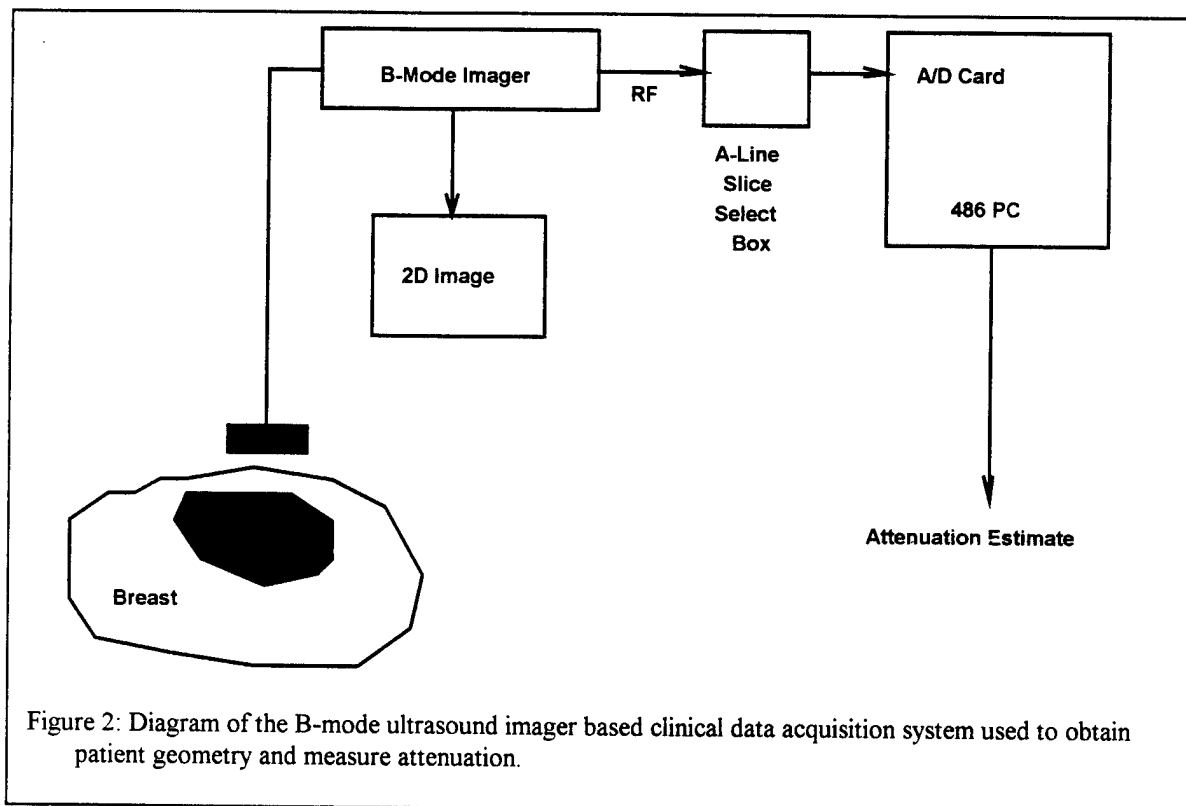 B-Mode Imager
RF
A/D Card
A-Line
Slice
Select
Box
486 PC
2D Image
Attenuation Estimate
Breast
Figure 2: Diagram of the B-mode ultrasound imager based clinical data acquisition system used to obtain
patient geometry and measure attenuation.